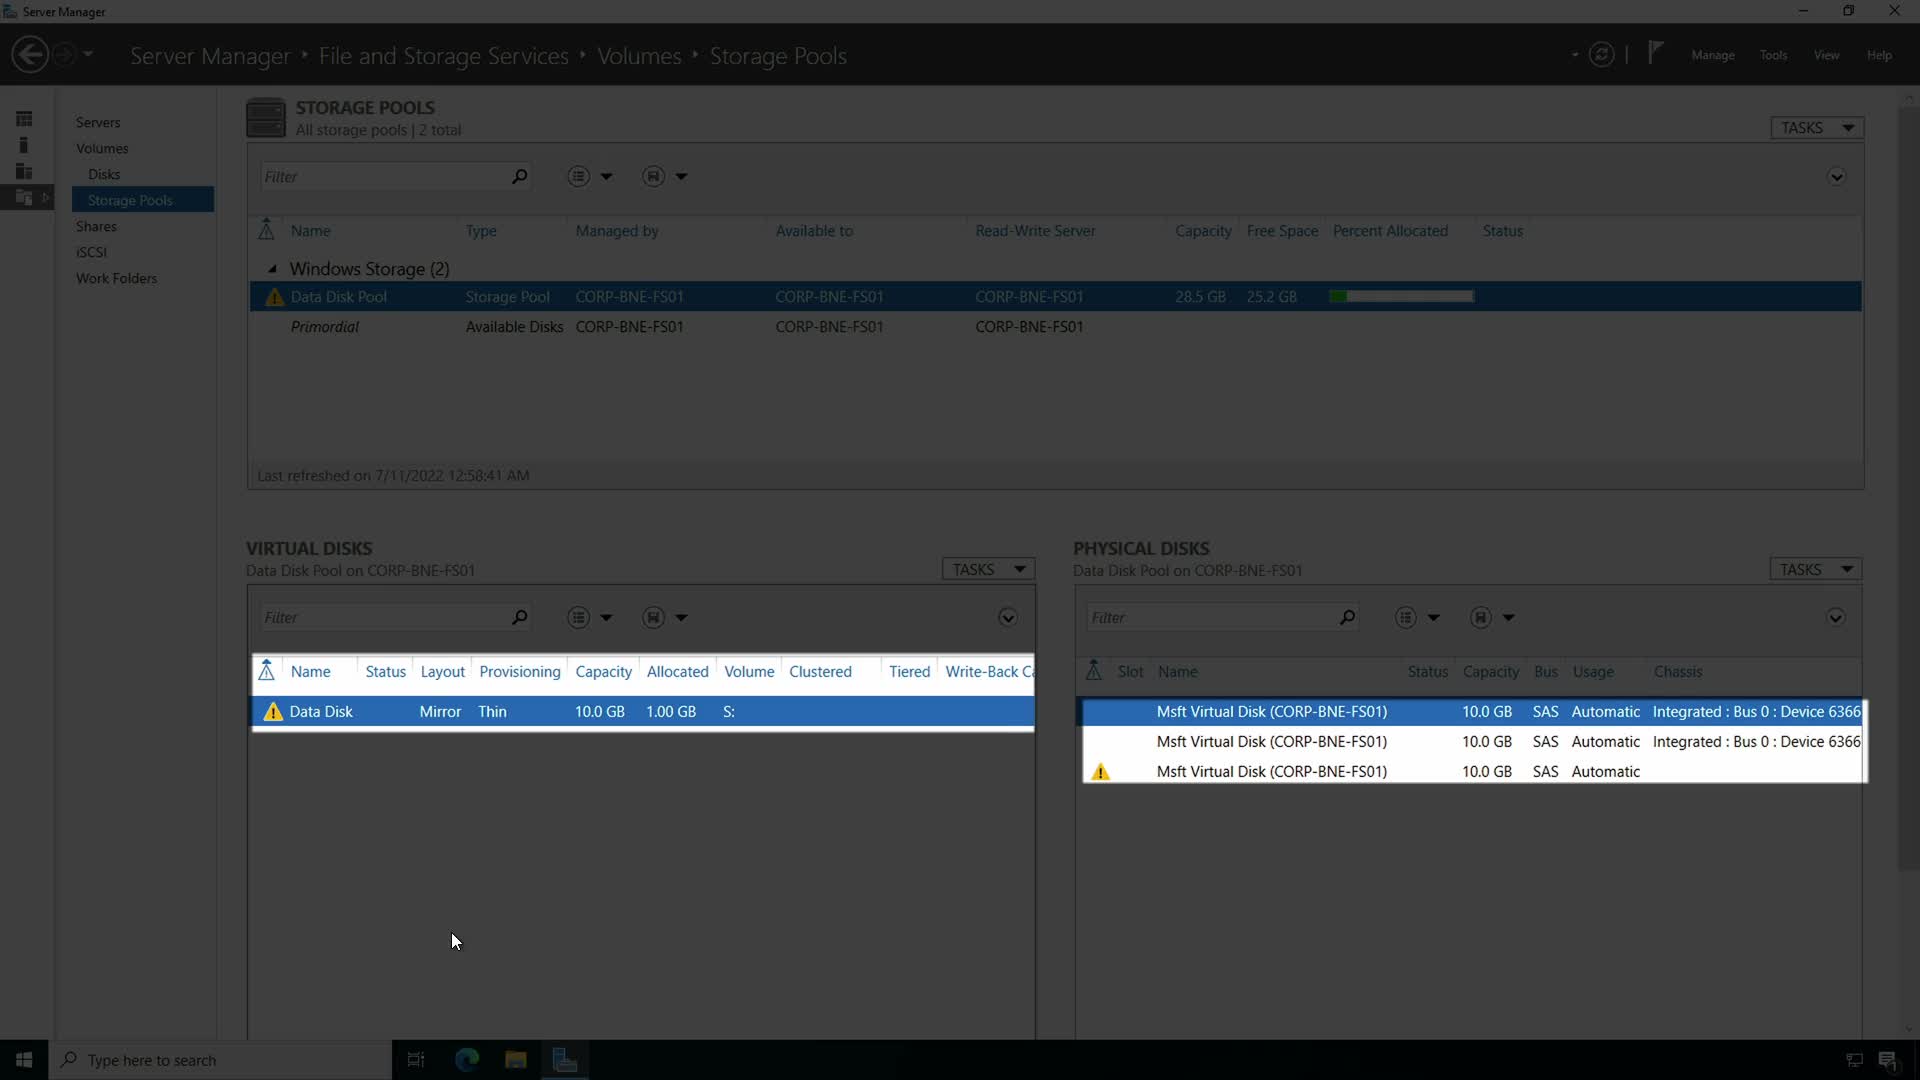 Server Manager
Server Manager ‣ File and Storage Services ‣ Volumes ‣ Storage Pools
Manage Tools View Help
Servers
Volumes
Disks
Storage Pools
Shares
iSCSI
Work Folders
STORAGE POOLS
All storage pools | 2 total
TASKS
Filter
Name Type Managed by Available to Read-Write Server Capacity Free Space Percent Allocated Status
Windows Storage (2)
Data Disk Pool Storage Pool CORP-BNE-FS01 CORP-BNE-FS01 CORP-BNE-FS01 28.5 GB 25.2 GB
Primordial Available Disks CORP-BNE-FS01 CORP-BNE-FS01 CORP-BNE-FS01
Last refreshed on 7/11/2022 12:58:41 AM
VIRTUAL DISKS
Data Disk Pool on CORP-BNE-FS01
TASKS
Filter
Name Status Layout Provisioning Capacity Allocated Volume Clustered Tiered Write-Back Ca
Data Disk Mirror Thin 10.0 GB 1.00 GB S:
PHYSICAL DISKS
Data Disk Pool on CORP-BNE-FS01
TASKS
Filter
Slot Name Status Capacity Bus Usage Chassis
Msft Virtual Disk (CORP-BNE-FS01) 10.0 GB SAS Automatic Integrated : Bus 0 : Device 6366
Msft Virtual Disk (CORP-BNE-FS01) 10.0 GB SAS Automatic Integrated : Bus 0 : Device 6366
Msft Virtual Disk (CORP-BNE-FS01) 10.0 GB SAS Automatic
Type here to search
1